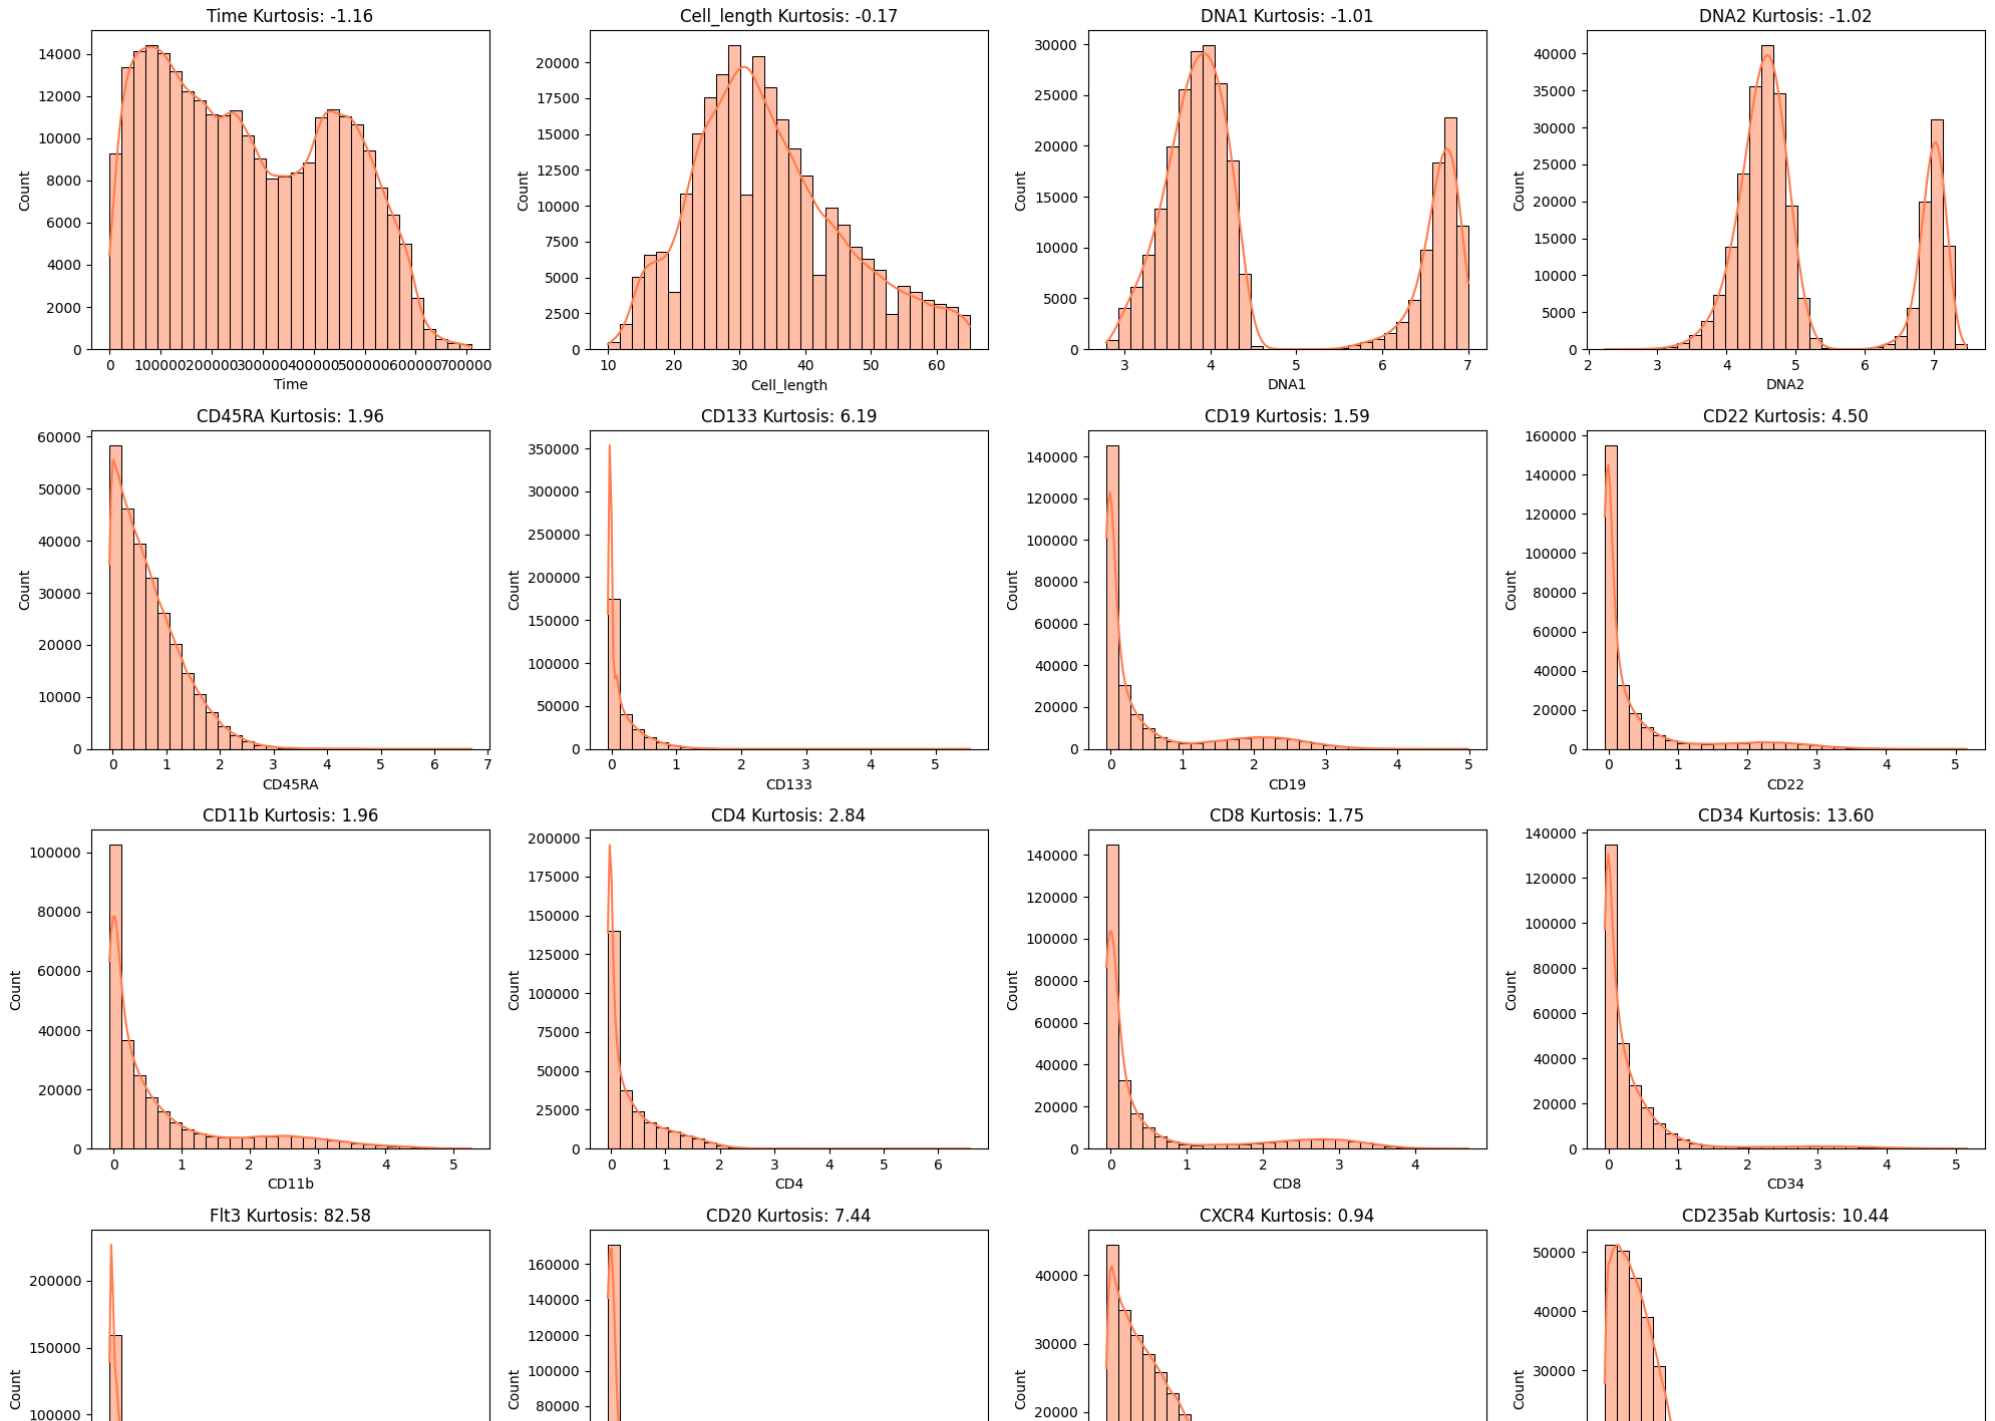 Time Kurtosis: -1.16
14000
12000
10000
8000
6000
4000
2000
0
Count
0 10000 20000 30000 40000 50000 60000 70000
Time
Cell_length Kurtosis: -0.17
20000
17500
15000
12500
10000
7500
5000
2500
0
Count
10 20 30 40 50 60
Cell_length
DNA1 Kurtosis: -1.01
30000
25000
20000
15000
10000
5000
0
Count
3 4 5 6 7
DNA1
DNA2 Kurtosis: -1.02
40000
35000
30000
25000
20000
15000
10000
5000
0
Count
2 3 4 5 6 7
DNA2
CD45RA Kurtosis: 1.96
60000
50000
40000
30000
20000
10000
0
Count
0 1 2 3 4 5 6 7
CD45RA
CD133 Kurtosis: 6.19
350000
300000
250000
200000
150000
100000
50000
0
Count
0 1 2 3 4 5
CD133
CD19 Kurtosis: 1.59
140000
120000
100000
80000
60000
40000
20000
0
Count
0 1 2 3 4 5
CD19
CD22 Kurtosis: 4.50
160000
140000
120000
100000
80000
60000
40000
20000
0
Count
0 1 2 3 4 5
CD22
CD11b Kurtosis: 1.96
100000
80000
60000
40000
20000
0
Count
0 1 2 3 4 5
CD11b
CD4 Kurtosis: 2.84
200000
175000
150000
125000
100000
75000
50000
25000
0
Count
0 1 2 3 4 5 6
CD4
CD8 Kurtosis: 1.75
140000
120000
100000
80000
60000
40000
20000
0
Count
0 1 2 3 4
CD8
CD34 Kurtosis: 13.60
140000
120000
100000
80000
60000
40000
20000
0
Count
0 1 2 3 4 5
CD34
Flt3 Kurtosis: 82.58
200000
150000
100000
Count
CD20 Kurtosis: 7.44
160000
140000
120000
100000
80000
Count
CXCR4 Kurtosis: 0.94
40000
30000
20000
Count
CD235ab Kurtosis: 10.44
50000
40000
30000
Count